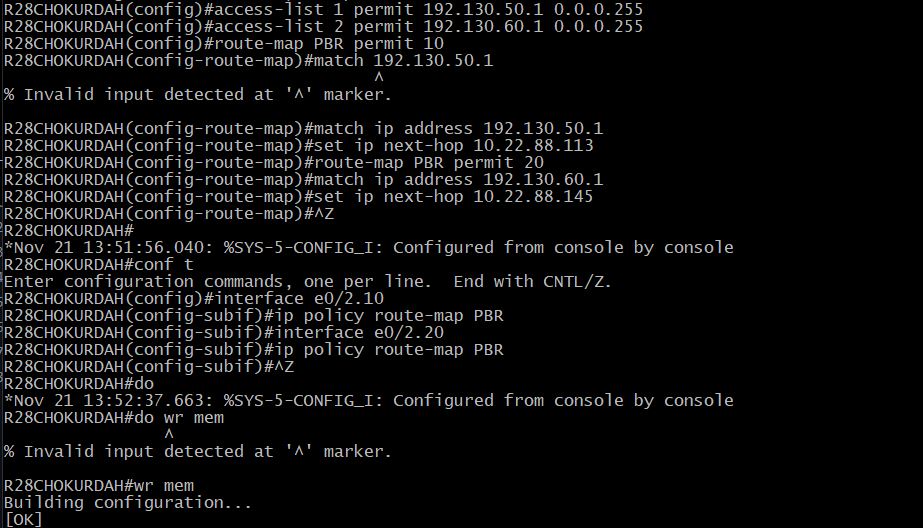 R28CHOKURDAH(config)#access-list 1 permit 192.130.50.1 0.0.0.255
R28CHOKURDAH(config)#access-list 2 permit 192.130.60.1 0.0.0.255
R28CHOKURDAH(config)#route-map PBR permit 10
R28CHOKURDAH(config-route-map)#match 192.130.50.1
^
% Invalid input detected at '^' marker.
R28CHOKURDAH(config-route-map)#match ip address 192.130.50.1
R28CHOKURDAH(config-route-map)#set ip next-hop 10.22.88.113
R28CHOKURDAH(config-route-map)#route-map PBR permit 20
R28CHOKURDAH(config-route-map)#match ip address 192.130.60.1
R28CHOKURDAH(config-route-map)#set ip next-hop 10.22.88.145
R28CHOKURDAH(config-route-map)#^Z
R28CHOKURDAH#
*Nov 21 13:51:56.040: %SYS-5-CONFIG_I: Configured from console by console
R28CHOKURDAH#conf t
Enter configuration commands, one per line.  End with CNTL/Z.
R28CHOKURDAH(config)#interface e0/2.10
R28CHOKURDAH(config-subif)#ip policy route-map PBR
R28CHOKURDAH(config-subif)#interface e0/2.20
R28CHOKURDAH(config-subif)#ip policy route-map PBR
R28CHOKURDAH(config-subif)#^Z
R28CHOKURDAH#do
*Nov 21 13:52:37.663: %SYS-5-CONFIG_I: Configured from console by console
R28CHOKURDAH#do wr mem
^
% Invalid input detected at '^' marker.
R28CHOKURDAH#wr mem
Building configuration...
[OK]